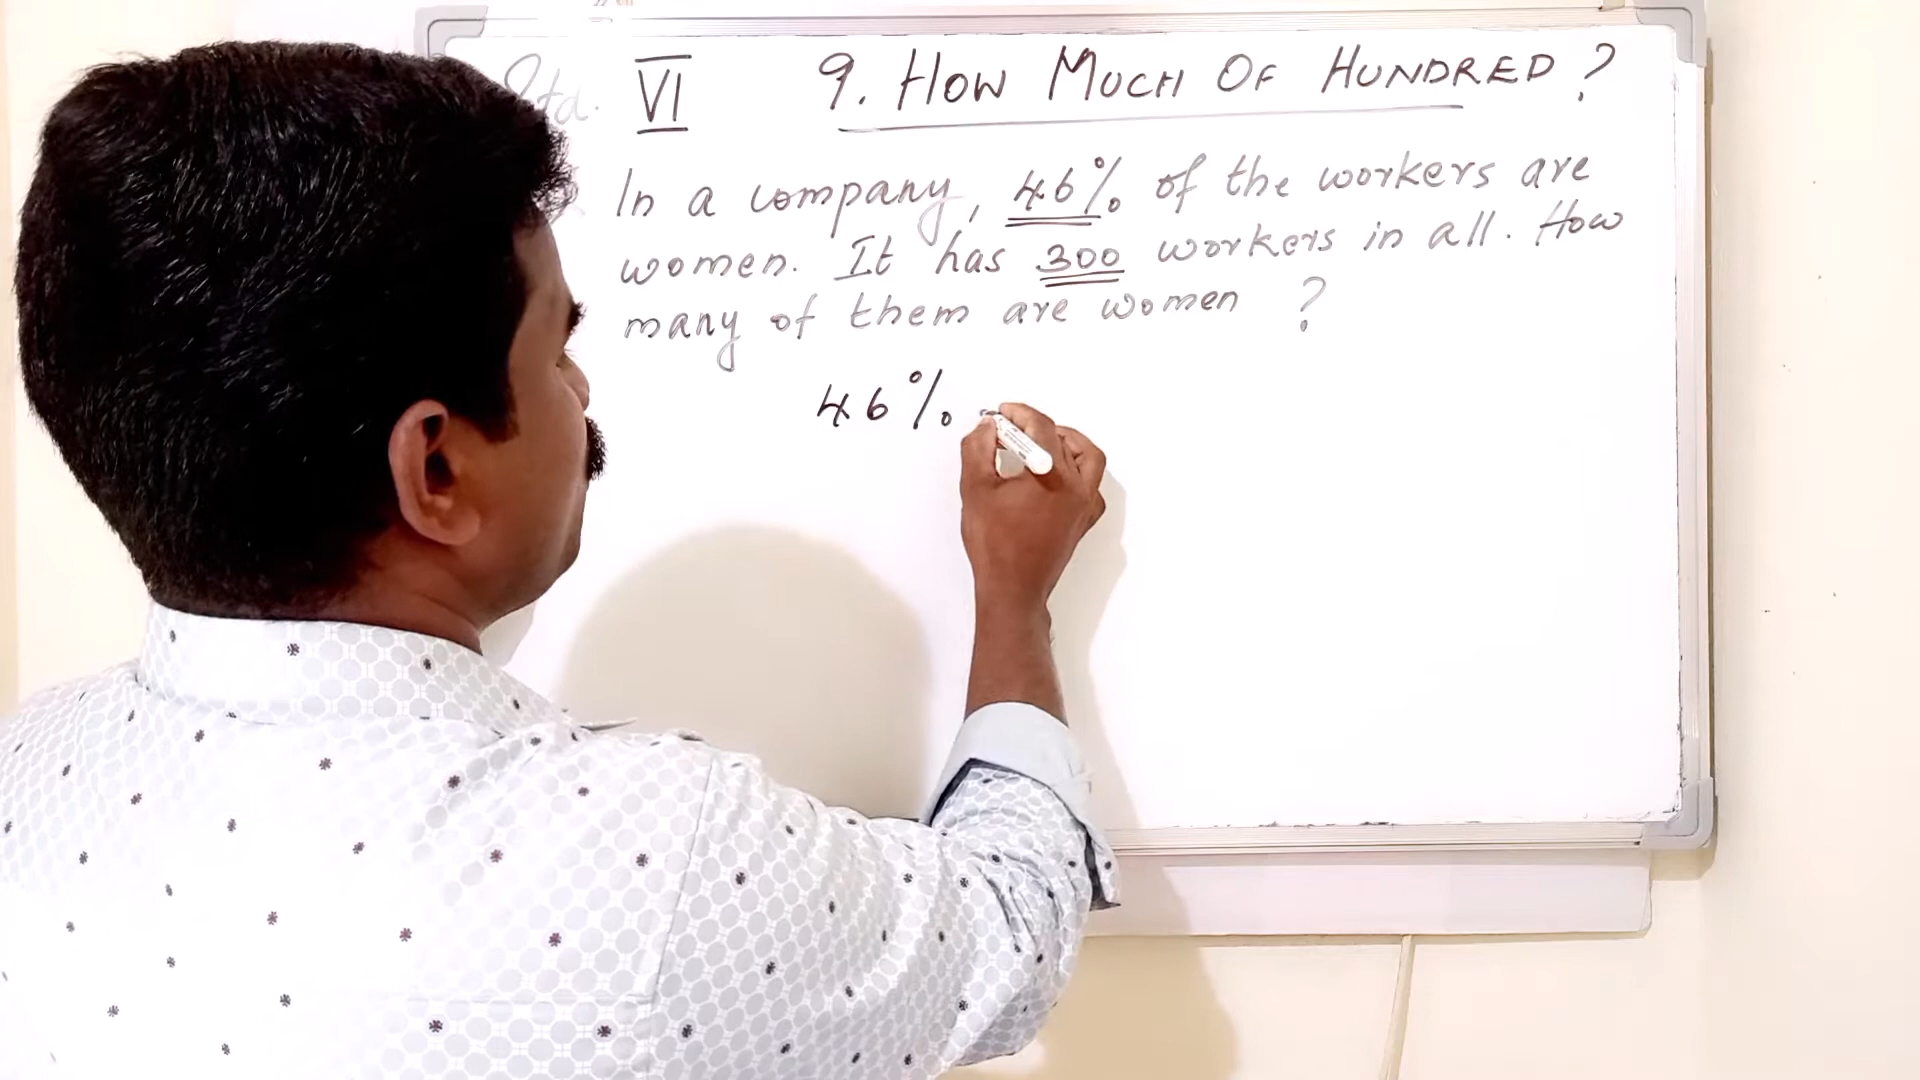 Std. VI 9. HOW MUCH OF HUNDRED ?
In a company, 46% of the workers are
women. It has 300 workers in all. How
many of them are women ?
46%